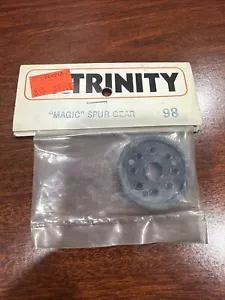 TRINITY
"MAGIC" SPUR GEAR 98